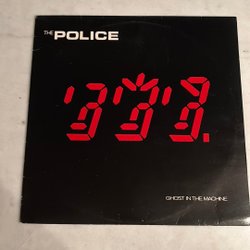 THE POLICE
GHOST IN THE MACHINE